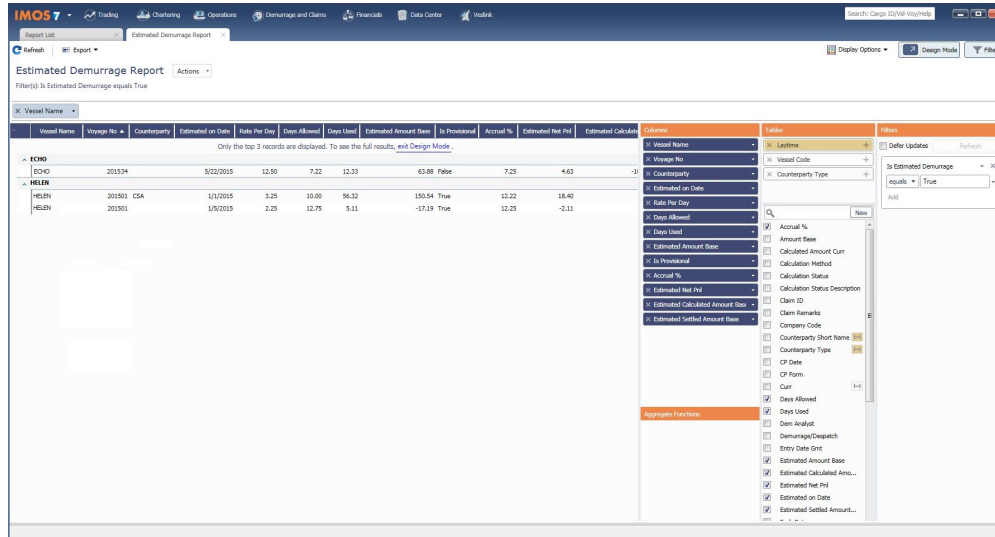 IMOS 7 Trading Chartering Operations Demurrage and Claims Financials Data Center Veslink Search: Cargo ID/Vsl-Voy/Help
Report List Estimated Demurrage Report
Refresh Export Display Options Design Mode Filte
Estimated Demurrage Report Actions
Filter(s): Is Estimated Demurrage equals True
Vessel Name
Vessel Name Voyage No Counterparty Estimated on Date Rate Per Day Days Allowed Days Used Estimated Amount Base Is Provisional Accrual % Estimated Net Pnl Estimated Calculate
Only the top 3 records are displayed. To see the full results, exit Design Mode .
ECHO
ECHO 201534 5/22/2015 12.50 7.22 12.33 63.88 False 7.25 4.63
HELEN
HELEN 201501 CSA 1/1/2015 3.25 10.00 56.32 150.54 True 12.22 18.40
HELEN 201501 1/5/2015 2.25 12.75 5.11 -17.19 True 12.25 -2.11
Columns
Vessel Name
Voyage No
Counterparty
Estimated on Date
Rate Per Day
Days Allowed
Days Used
Estimated Amount Base
Is Provisional
Accrual %
Estimated Net Pnl
Estimated Calculated Amount Base
Estimated Settled Amount Base
Aggregate Functions
Tables
Laytime
Vessel Code
Counterparty Type
New
Accrual %
Amount Base
Calculated Amount Curr
Calculation Method
Calculation Status
Calculation Status Description
Claim ID
Claim Remarks
Company Code
Counterparty Short Name
Counterparty Type
CP Date
CP Form
Curr
Days Allowed
Days Used
Dem Analyst
Demurrage/Despatch
Entry Date Gmt
Estimated Amount Base
Estimated Calculated Amo...
Estimated Net Pnl
Estimated on Date
Estimated Settled Amount...
Filters
Defer Updates Refresh
Is Estimated Demurrage
equals True
Add